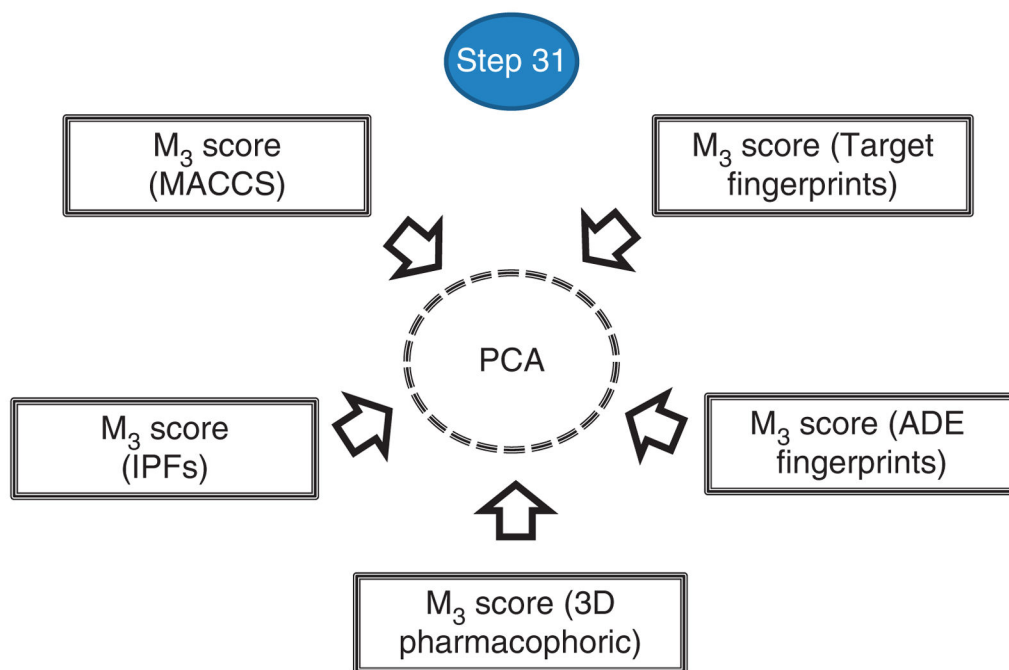 Step 31
M₃ score
(MACCS)
M₃ score (Target
fingerprints)
PCA
M₃ score
(IPFs)
M₃ score (ADE
fingerprints)
M₃ score (3D
pharmacophoric)